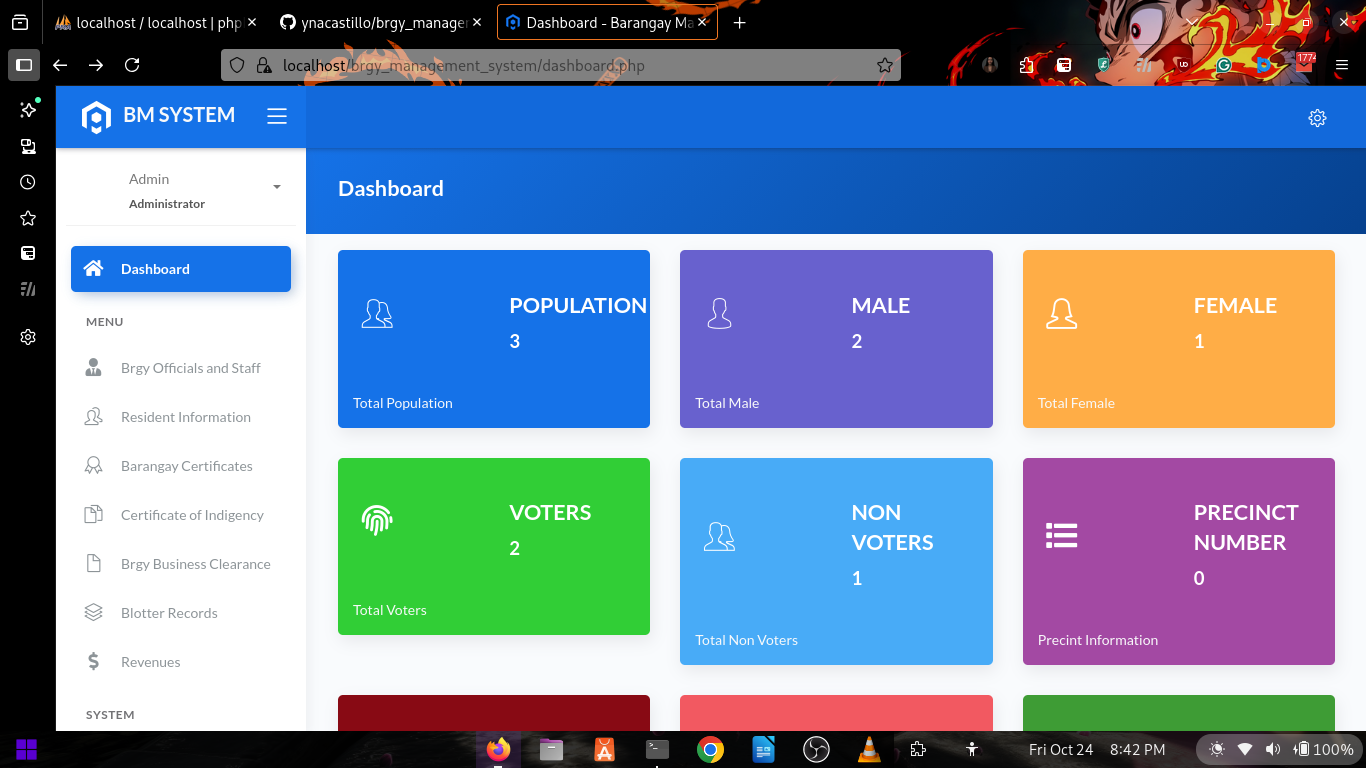 localhost / localhost | php
ynacastillo/brgy_manager
Dashboard - Barangay Ma
localhost/brgy_management_system/dashboard.php
1774
BM SYSTEM
Admin
Administrator
Dashboard
Dashboard
MENU
Brgy Officials and Staff
Resident Information
Barangay Certificates
Certificate of Indigency
Brgy Business Clearance
Blotter Records
Revenues
SYSTEM
POPULATION
3
Total Population
MALE
2
Total Male
FEMALE
1
Total Female
VOTERS
2
Total Voters
NON
VOTERS
1
Total Non Voters
PRECINCT
NUMBER
0
Precint Information
Fri Oct 24 8:42 PM
100%